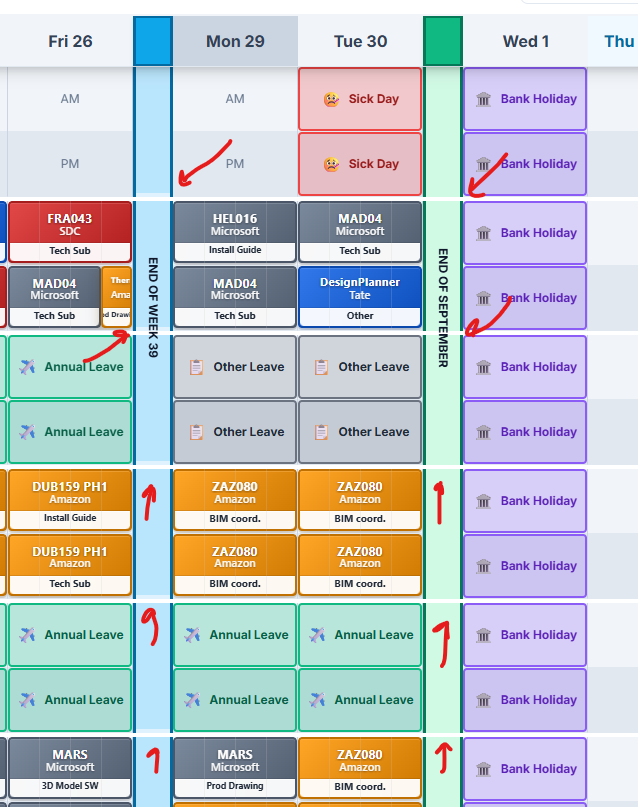 Fri 26
Mon 29
Tue 30
Wed 1
Thu
AM
AM
Sick Day
Bank Holiday
PM
PM
Sick Day
Bank Holiday
FRA043
SDC
Tech Sub
HEL016
Microsoft
Install Guide
MAD04
Microsoft
Tech Sub
Bank Holiday
MAD04
Microsoft
Tech Sub
Ther
Ama
MAD04
Microsoft
Tech Sub
DesignPlanner
Tate
Other
Bank Holiday
END OF WEEK 39
END OF SEPTEMBER
Annual Leave
Other Leave
Other Leave
Bank Holiday
Annual Leave
Other Leave
Other Leave
Bank Holiday
DUB159 PH1
Amazon
Install Guide
ZAZ080
Amazon
BIM coord.
ZAZ080
Amazon
BIM coord.
Bank Holiday
DUB159 PH1
Amazon
Tech Sub
ZAZ080
Amazon
BIM coord.
ZAZ080
Amazon
BIM coord.
Bank Holiday
Annual Leave
Annual Leave
Annual Leave
Bank Holiday
Annual Leave
Annual Leave
Annual Leave
Bank Holiday
MARS
Microsoft
3D Model SW
MARS
Microsoft
Prod Drawing
ZAZ080
Amazon
BIM coord.
Bank Holiday